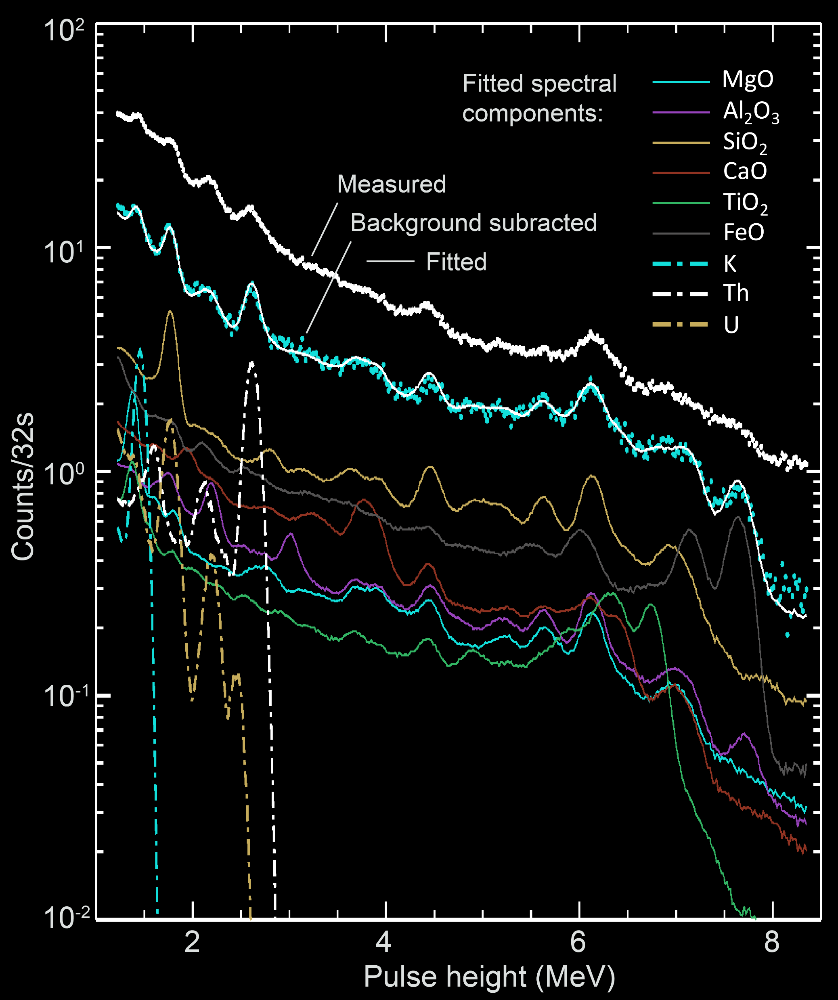 10²
10¹
10⁰
10⁻¹
10⁻²
Counts/32s
2
4
6
8
Pulse height (MeV)
Measured
Background subracted
Fitted
Fitted spectral
components:
MgO
Al₂O₃
SiO₂
CaO
TiO₂
FeO
K
Th
U